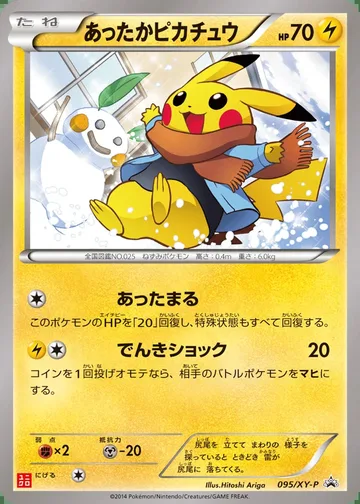 たね
あったかピカチュウ
HP70
全国図鑑NO.025 ねずみポケモン 高さ：0.4m 重さ：6.0kg
あったまる
このポケモンのHPを「20」回復し、特殊状態もすべて回復する。
でんきショック 20
コインを1回投げオモテなら、相手のバトルポケモンをマヒに
する。
弱点 抵抗力
×2 -20
にげる
尻尾を 立てて まわりの 様子を
探っていると ときどき 雷が
尻尾に 落ちてくる。
Illus.Hitoshi Ariga
095/XY-P
©2014 Pokémon/Nintendo/Creatures/GAME FREAK.